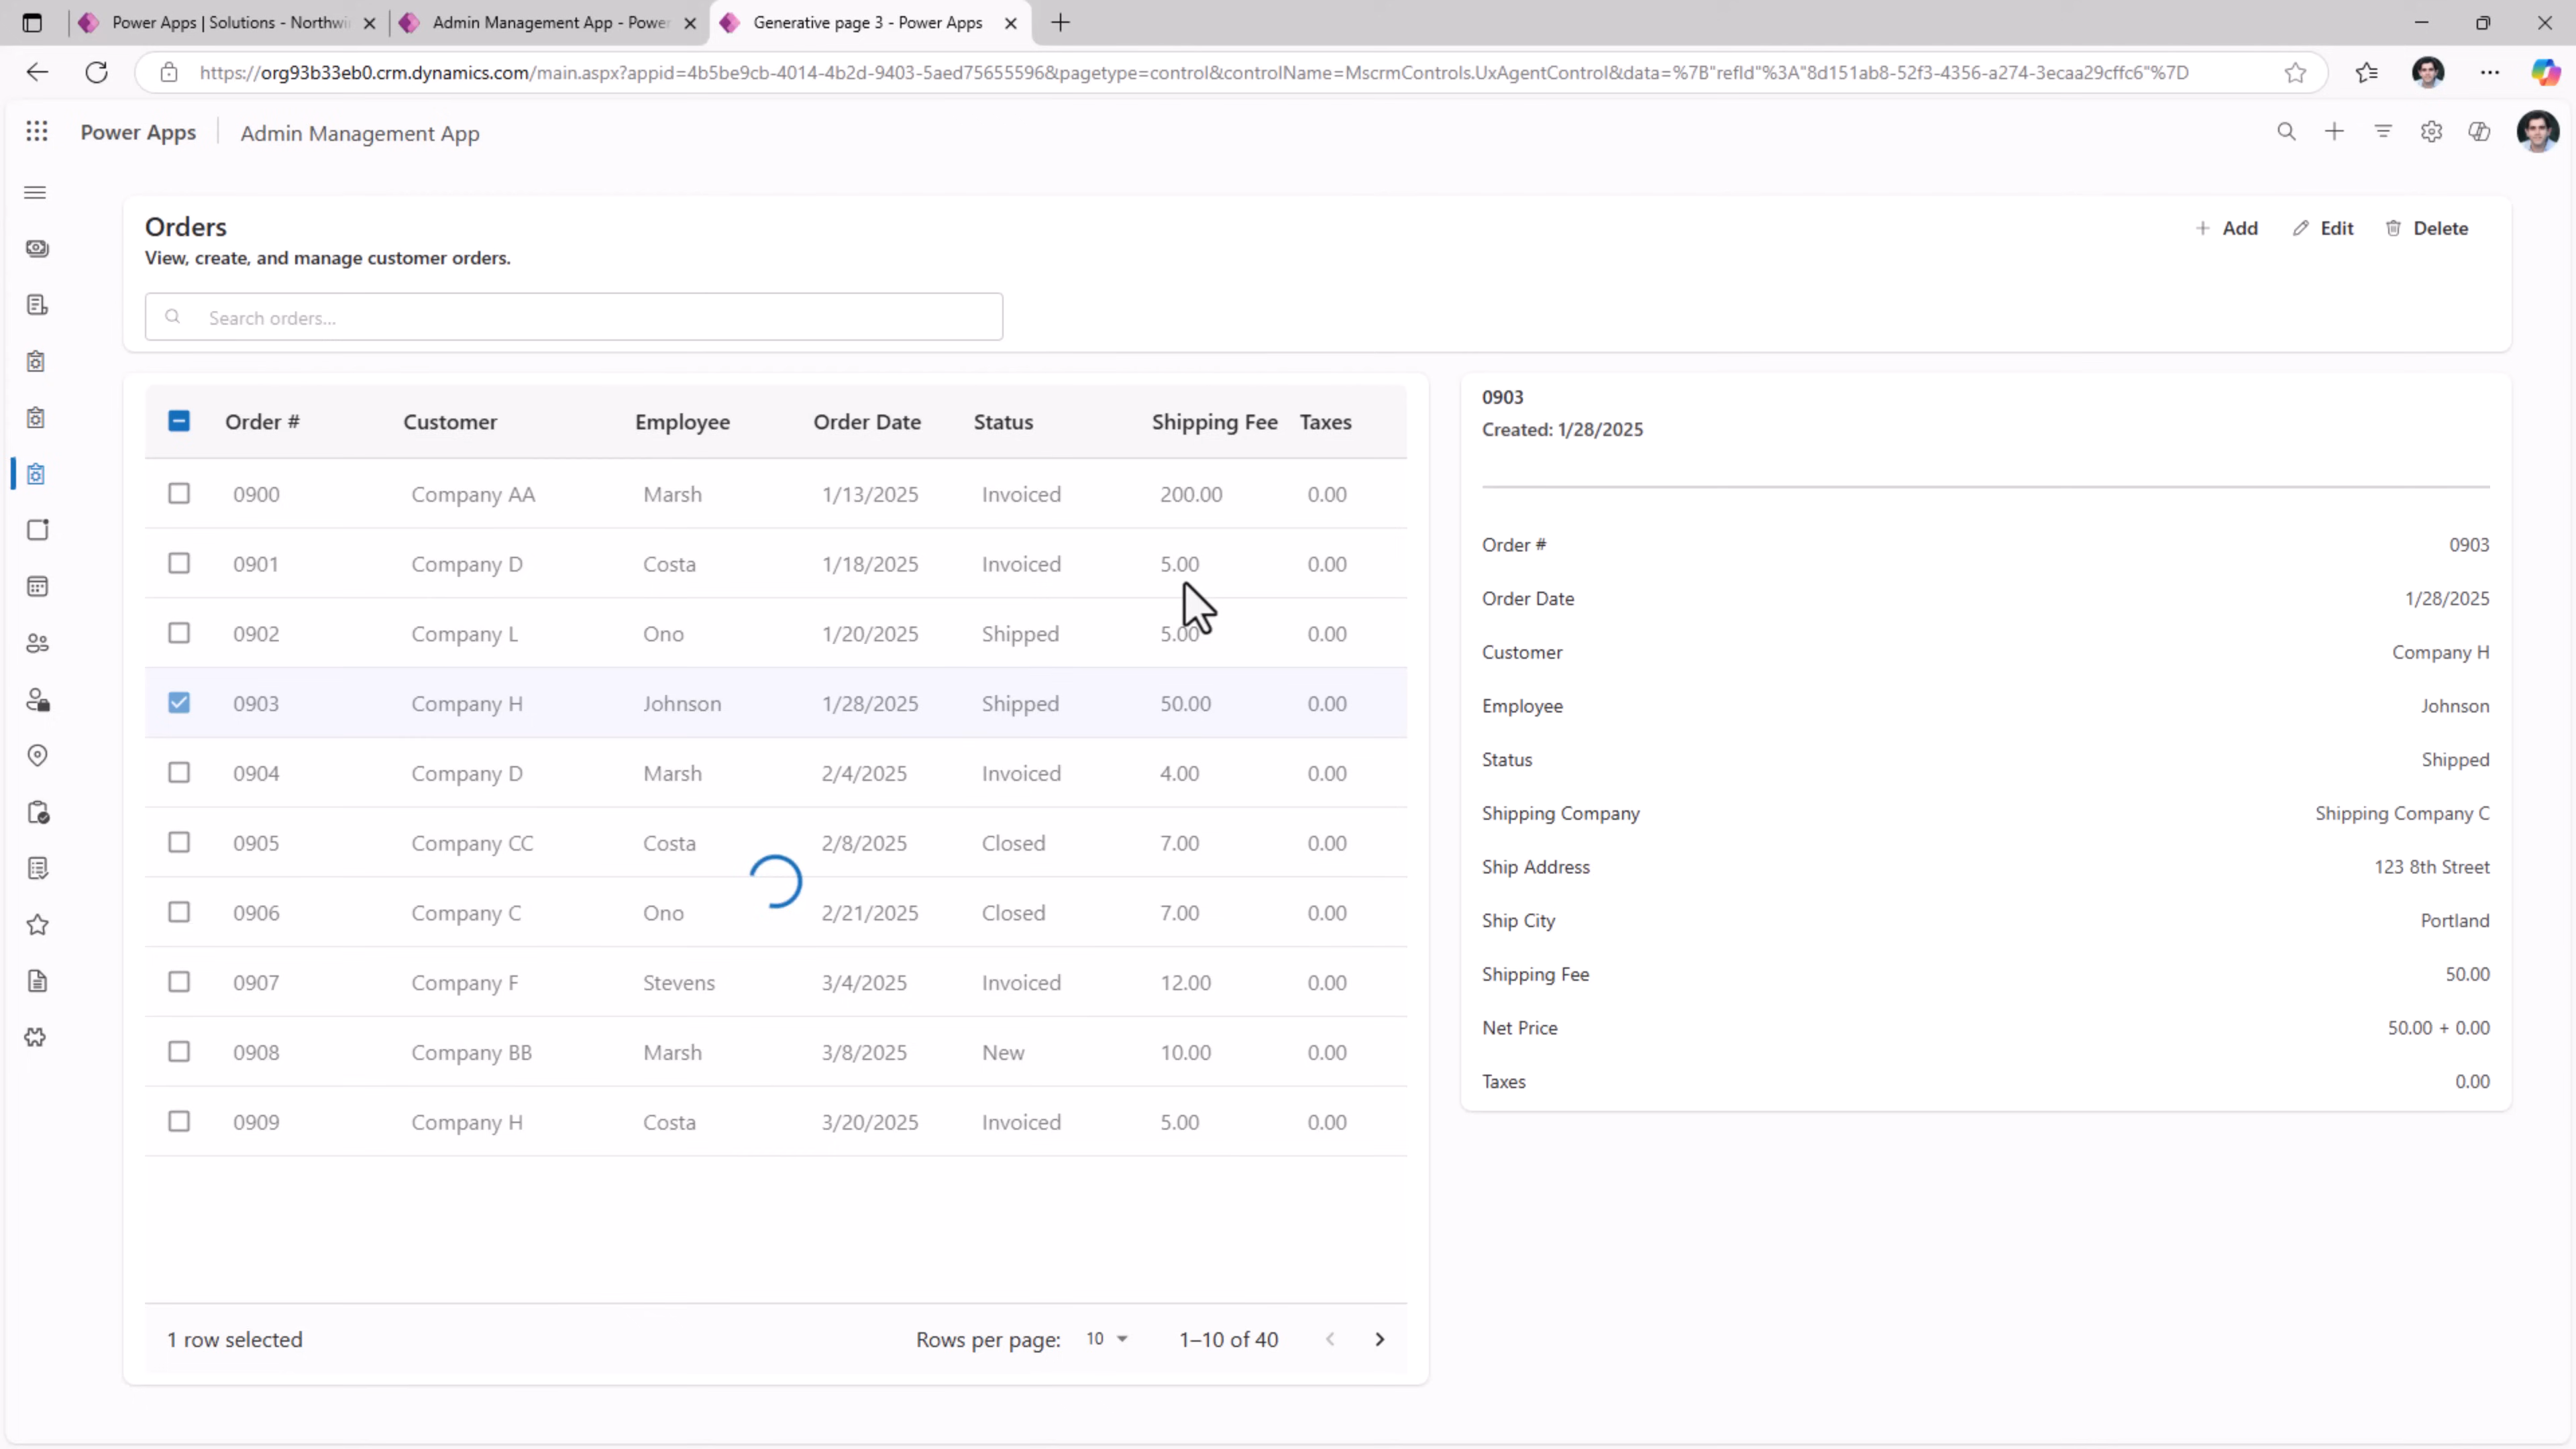 Power Apps | Solutions - Northwi
Admin Management App - Power
Generative page 3 - Power Apps
https://org93b33eb0.crm.dynamics.com/main.aspx?appid=4b5be9cb-4014-4b2d-9403-5aed75655596&pagetype=control&controlName=MscrmControls.UxAgentControl&data=%7B"refId"%3A"8d151ab8-52f3-4356-a274-3ecaa29cffc6"%7D
Power Apps
Admin Management App
Orders
View, create, and manage customer orders.
Add
Edit
Delete
Search orders...
Order # Customer Employee Order Date Status Shipping Fee Taxes
0900 Company AA Marsh 1/13/2025 Invoiced 200.00 0.00
0901 Company D Costa 1/18/2025 Invoiced 5.00 0.00
0902 Company L Ono 1/20/2025 Shipped 5.00 0.00
0903 Company H Johnson 1/28/2025 Shipped 50.00 0.00
0904 Company D Marsh 2/4/2025 Invoiced 4.00 0.00
0905 Company CC Costa 2/8/2025 Closed 7.00 0.00
0906 Company C Ono 2/21/2025 Closed 7.00 0.00
0907 Company F Stevens 3/4/2025 Invoiced 12.00 0.00
0908 Company BB Marsh 3/8/2025 New 10.00 0.00
0909 Company H Costa 3/20/2025 Invoiced 5.00 0.00
1 row selected
Rows per page: 10 1–10 of 40
0903
Created: 1/28/2025
Order # 0903
Order Date 1/28/2025
Customer Company H
Employee Johnson
Status Shipped
Shipping Company Shipping Company C
Ship Address 123 8th Street
Ship City Portland
Shipping Fee 50.00
Net Price 50.00 + 0.00
Taxes 0.00